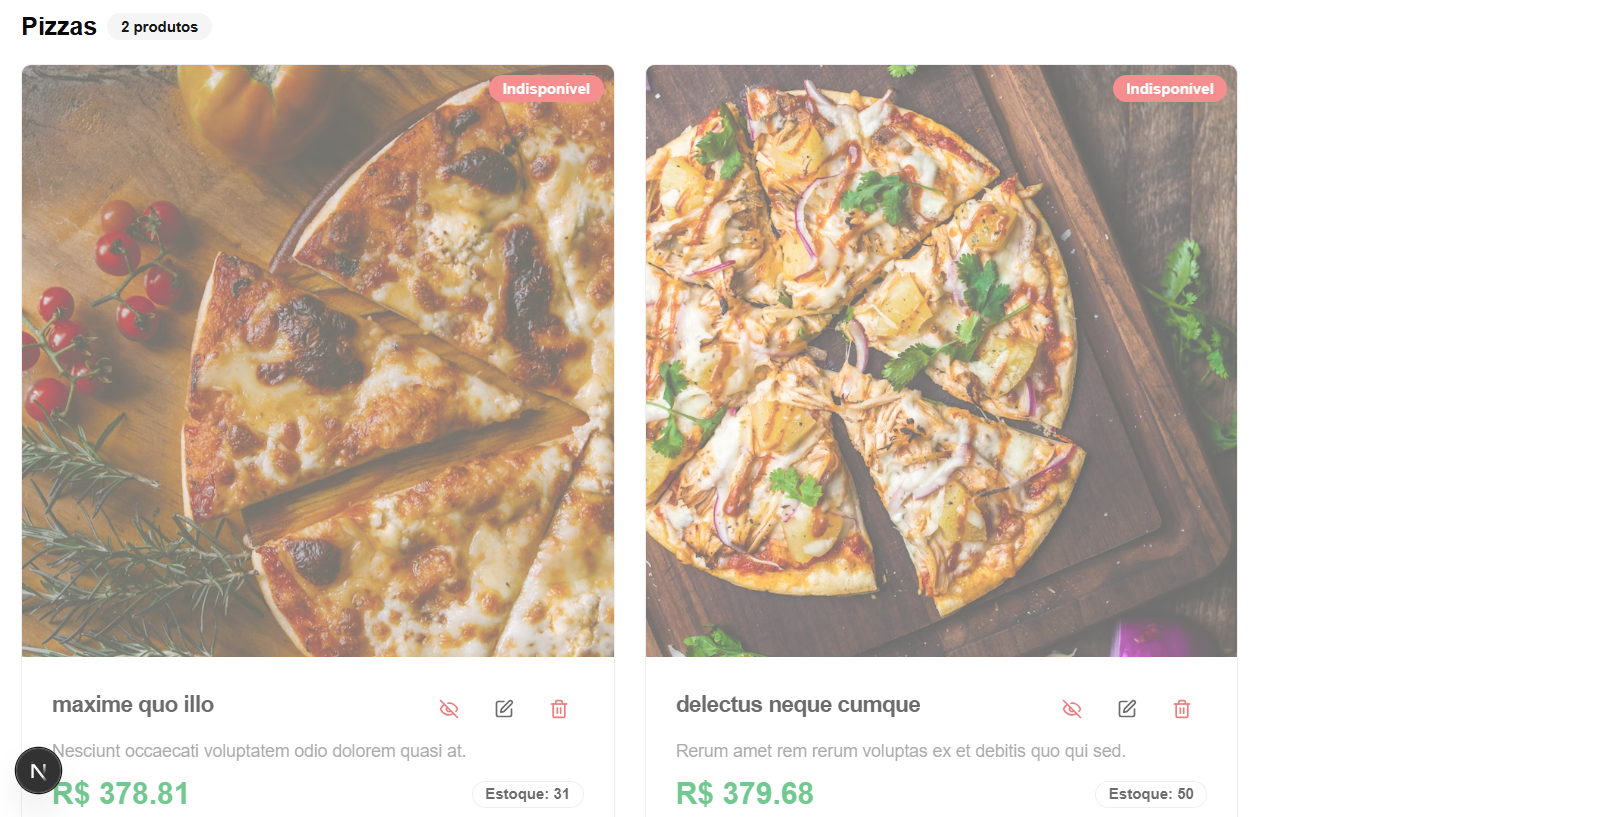 Pizzas
2 produtos
Indisponível
Indisponível
maxime quo illo
Nesciunt occaecati voluptatem odio dolorem quasi at.
R$ 378.81
Estoque: 31
delectus neque cumque
Rerum amet rem rerum voluptas ex et debitis quo qui sed.
R$ 379.68
Estoque: 50
N